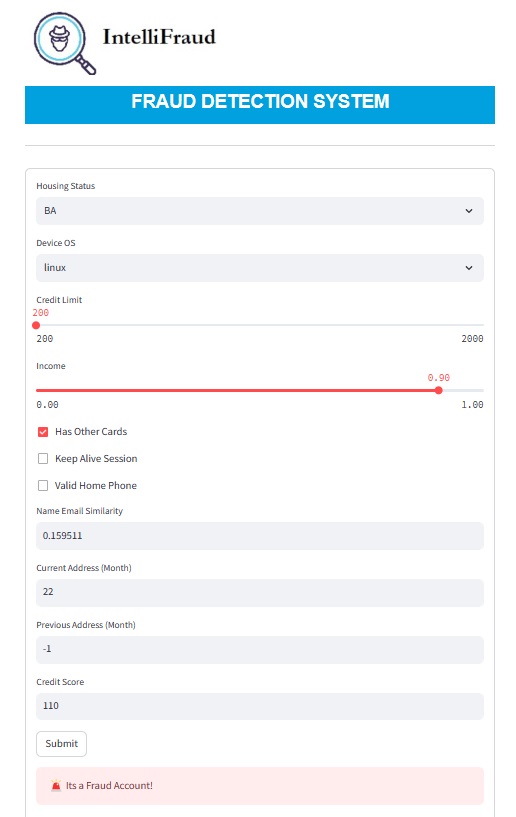 IntelliFraud
FRAUD DETECTION SYSTEM
Housing Status
BA
Device OS
linux
Credit Limit
200
200 2000
Income
0.90
0.00 1.00
Has Other Cards
Keep Alive Session
Valid Home Phone
Name Email Similarity
0.159511
Current Address (Month)
22
Previous Address (Month)
-1
Credit Score
110
Submit
Its a Fraud Account!